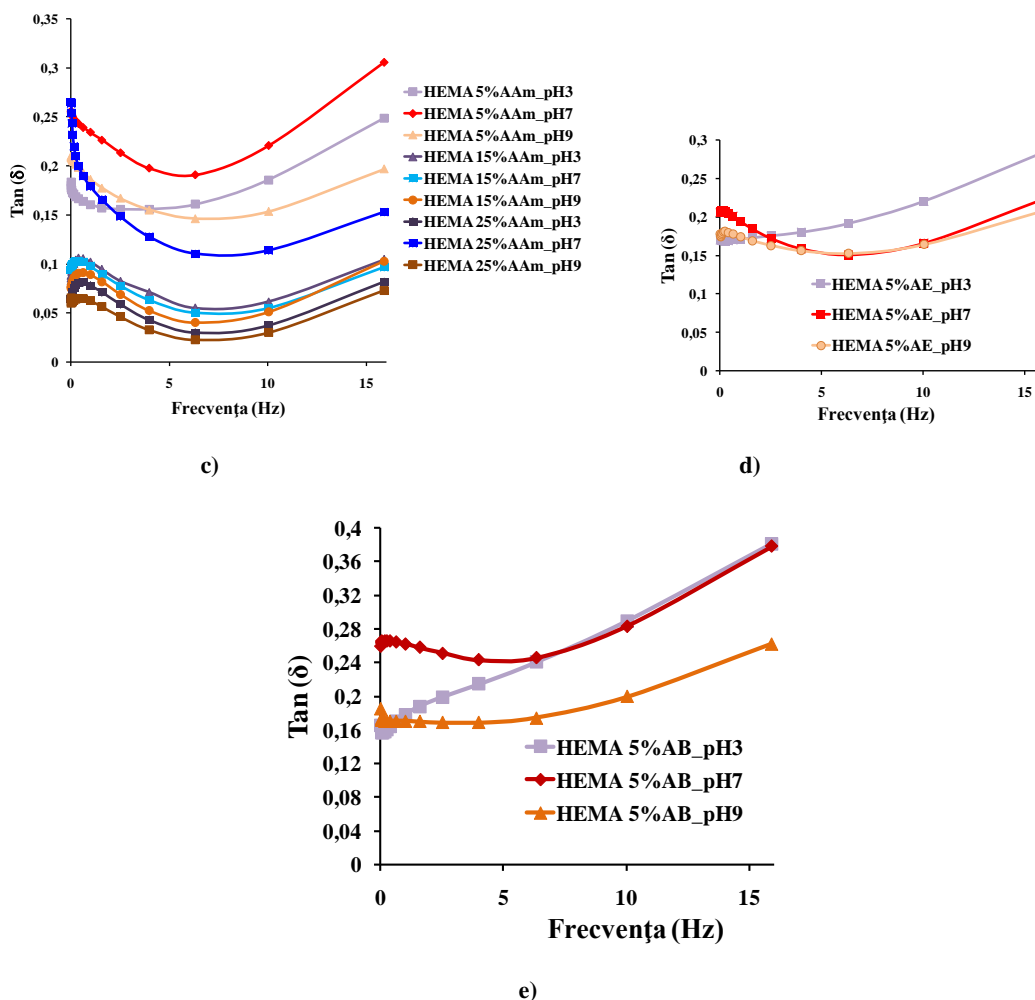 0,35
0,3
0,25
0,2
0,15
0,1
0,05
0
Tan (δ)
0 5 10 15
Frecvenţa (Hz)
HEMA 5%AAm_pH3
HEMA 5%AAm_pH7
HEMA 5%AAm_pH9
HEMA 15%AAm_pH3
HEMA 15%AAm_pH7
HEMA 15%AAm_pH9
HEMA 25%AAm_pH3
HEMA 25%AAm_pH7
HEMA 25%AAm_pH9
c)
0,3
0,25
0,2
0,15
0,1
0,05
0
Tan (δ)
HEMA 5%AE_pH3
HEMA 5%AE_pH7
HEMA 5%AE_pH9
0 5 10 15
Frecvenţa (Hz)
d)
0,4
0,36
0,32
0,28
0,24
0,2
0,16
0,12
0,08
0,04
0
Tan (δ)
HEMA 5%AB_pH3
HEMA 5%AB_pH7
HEMA 5%AB_pH9
0 5 10 15
Frecvenţa (Hz)
e)